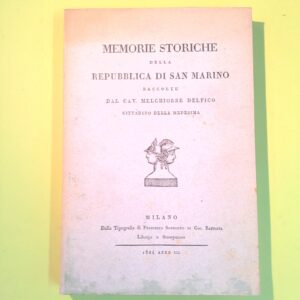 MEMORIE STORICHE
DELLA
REPUBBLICA DI SAN MARINO
RACCOLTE
DAL CAV. MELCHIORRE DELFICO
CITTADINO DELLA MEDESIMA
MILANO
Dalla Tipografia di Francesco Sonzogno di Gio. Battista
Librajo e Stampatore